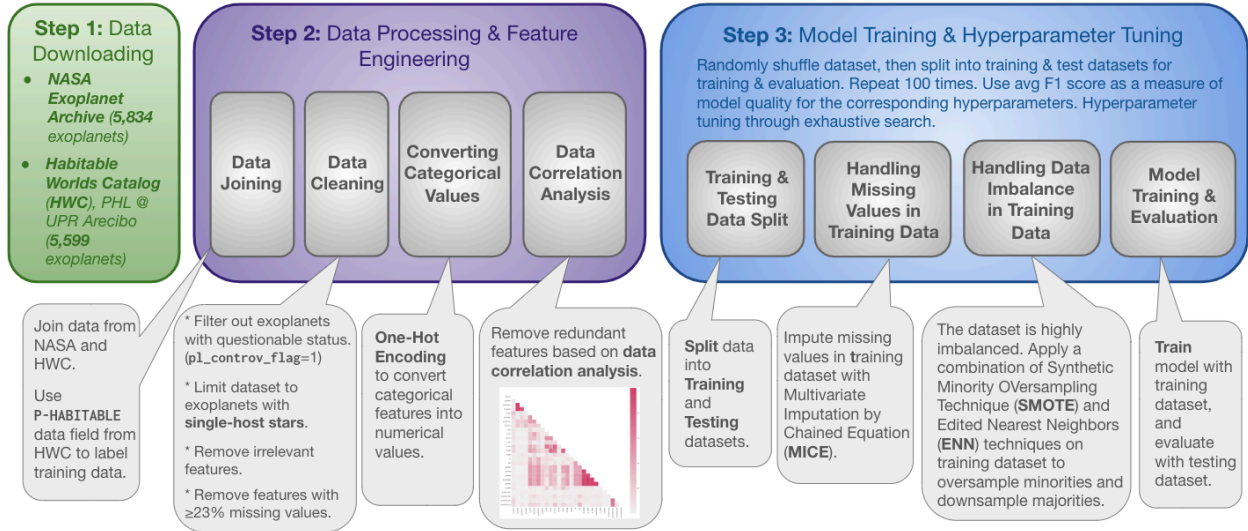 Step 1: Data
Downloading
● NASA
Exoplanet
Archive (5,834
exoplanets)
● Habitable
Worlds Catalog
(HWC), PHL @
UPR Arecibo
(5,599
exoplanets)
Step 2: Data Processing & Feature
Engineering
Data
Joining
Data
Cleaning
Converting
Categorical
Values
Data
Correlation
Analysis
Step 3: Model Training & Hyperparameter Tuning
Randomly shuffle dataset, then split into training & test datasets for
training & evaluation. Repeat 100 times. Use avg F1 score as a measure of
model quality for the corresponding hyperparameters. Hyperparameter
tuning through exhaustive search.
Training &
Testing
Data Split
Handling
Missing
Values in
Training Data
Handling Data
Imbalance
in Training
Data
Model
Training &
Evaluation
Join data from
NASA and
HWC.
Use
P-HABITABLE
data field from
HWC to label
training data.
* Filter out exoplanets
with questionable status.
(pl_controv_flag=1)
* Limit dataset to
exoplanets with
single-host stars.
* Remove irrelevant
features.
* Remove features with
≥23% missing values.
One-Hot
Encoding
to convert
categorical
features into
numerical
values.
Remove redundant
features based on data
correlation analysis.
Split data
into
Training
and
Testing
datasets.
Impute missing
values in training
dataset with
Multivariate
Imputation by
Chained Equation
(MICE).
The dataset is highly
imbalanced. Apply a
combination of Synthetic
Minority OVersampling
Technique (SMOTE) and
Edited Nearest Neighbors
(ENN) techniques on
training dataset to
oversample minorities and
downsample majorities.
Train
model with
training
dataset,
and
evaluate
with testing
dataset.